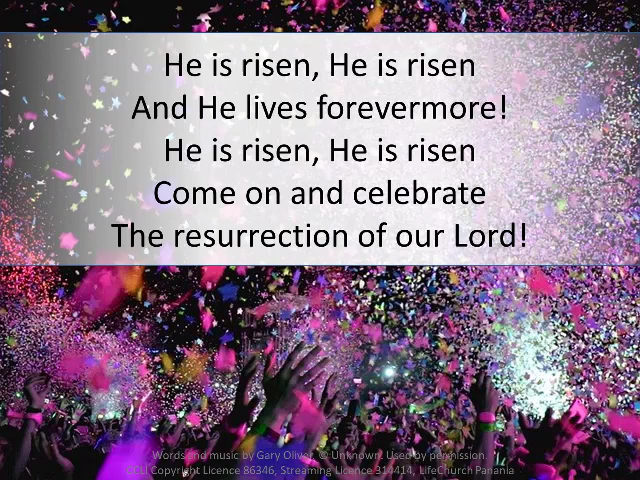 He is risen, He is risen
And He lives forevermore!
He is risen, He is risen
Come on and celebrate
The resurrection of our Lord!
Words and music by Gary Oliver. © Unknown. Used by permission.
CCLI Copyright Licence 86346, Streaming Licence 314414, LifeChurch Panania